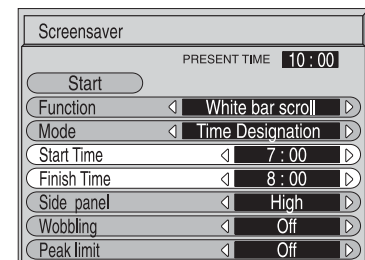 Screensaver
PRESENT TIME 10 : 00
Start
Function White bar scroll
Mode Time Designation
Start Time 7 : 00
Finish Time 8 : 00
Side panel High
Wobbling Off
Peak limit Off